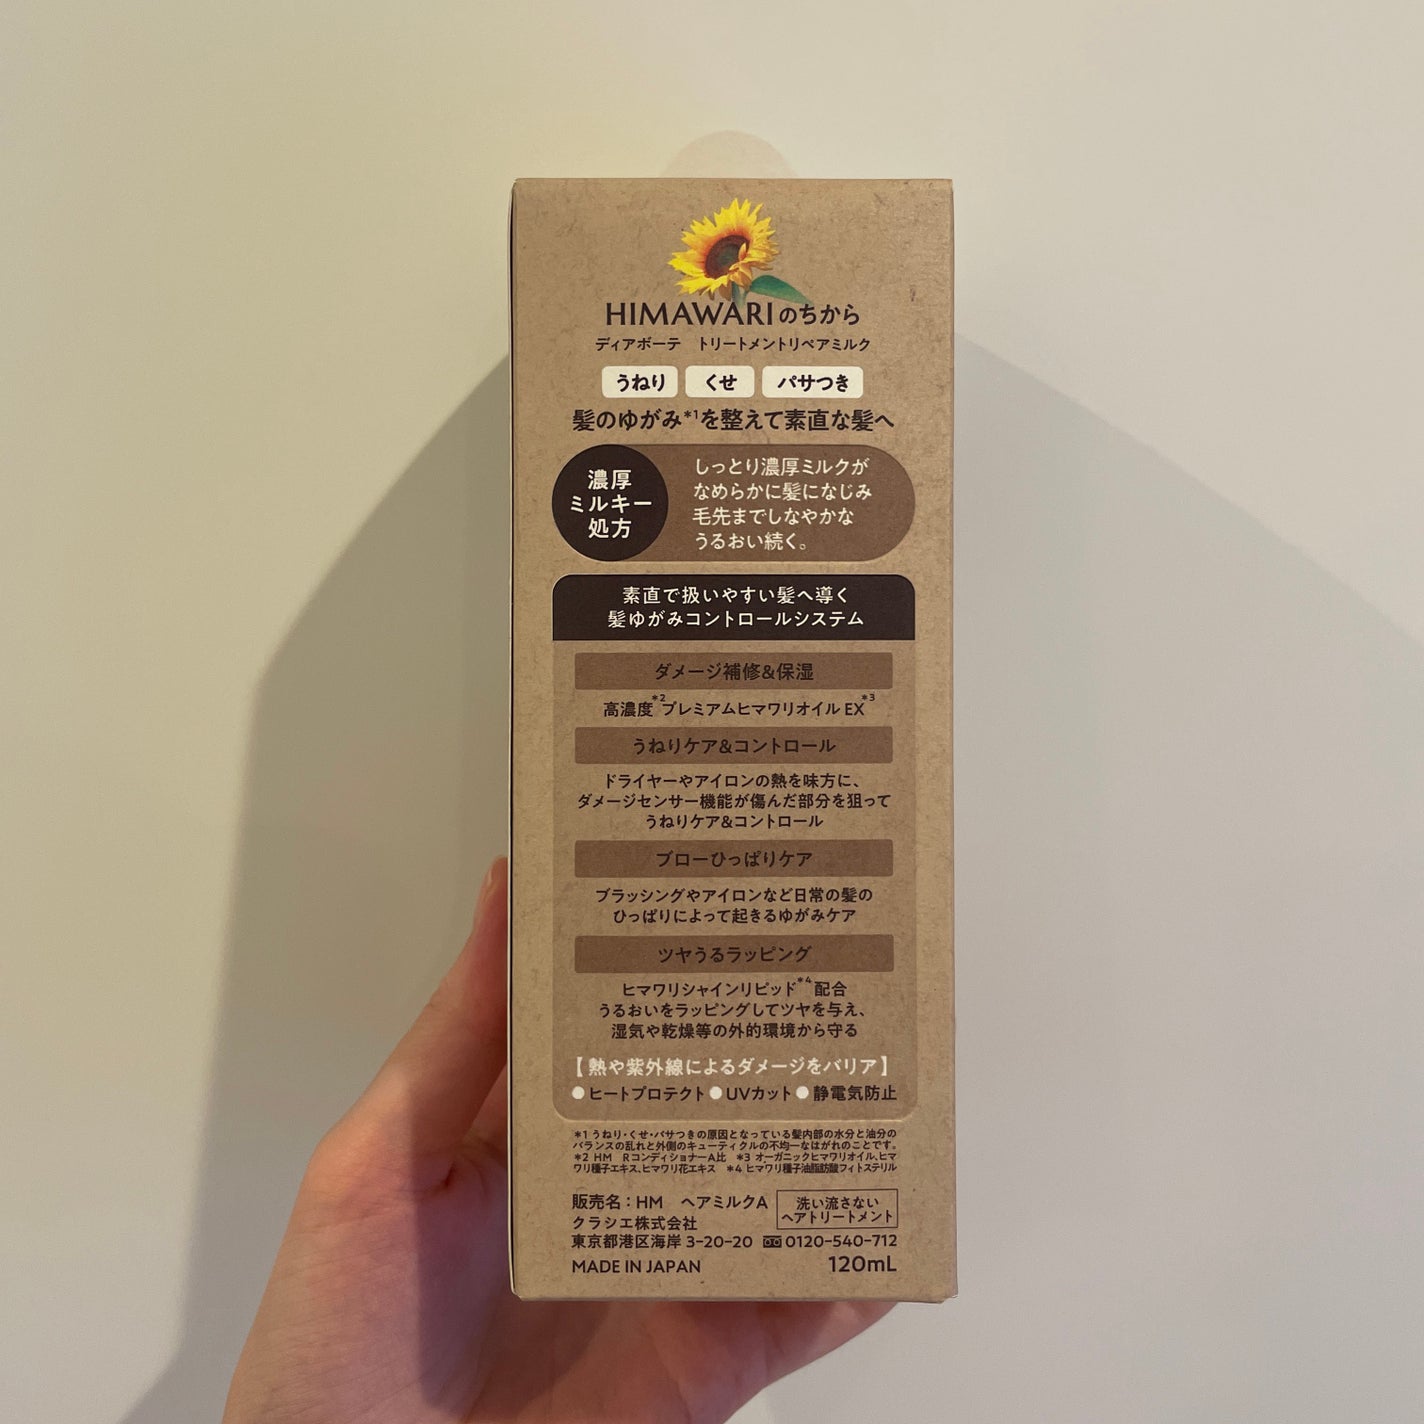 HIMAWARIのちから
ディアボーテ　トリートメントリペアミルク
うねり くせ パサつき
髪のゆがみ*1を整えて素直な髪へ
濃厚
ミルキー
処方
しっとり濃厚ミルクが
なめらかに髪になじみ
毛先までしなやかな
うるおい続く。
素直で扱いやすい髪へ導く
髪ゆがみコントロールシステム
ダメージ補修&保湿
高濃度*2プレミアムヒマワリオイル EX*3
うねりケア&コントロール
ドライヤーやアイロンの熱を味方に、
ダメージセンサー機能が傷んだ部分を狙って
うねりケア&コントロール
ブローひっぱりケア
ブラッシングやアイロンなど日常の髪の
ひっぱりによって起きるゆがみケア
ツヤうるラッピング
ヒマワリシャインリピッド*4配合
うるおいをラッピングしてツヤを与え、
湿気や乾燥等の外的環境から守る
【熱や紫外線によるダメージをバリア】
●ヒートプロテクト●UVカット●静電気防止
*1 うねり・くせ・パサつきの原因となっている髪内部の水分と油分の
バランスの乱れと外側のキューティクルの不均一なはがれのことです。
*2 HM　Rコンディショナー A比　*3 オーガニックヒマワリオイル、ヒマ
ワリ種子エキス、ヒマワリ花エキス　*4 ヒマワリ種子油脂肪酸フィトステリル
販売名：HM　ヘアミルクA
洗い流さない
ヘアトリートメント
クラシエ株式会社
東京都港区海岸 3-20-20 0120-540-712
MADE IN JAPAN 120mL